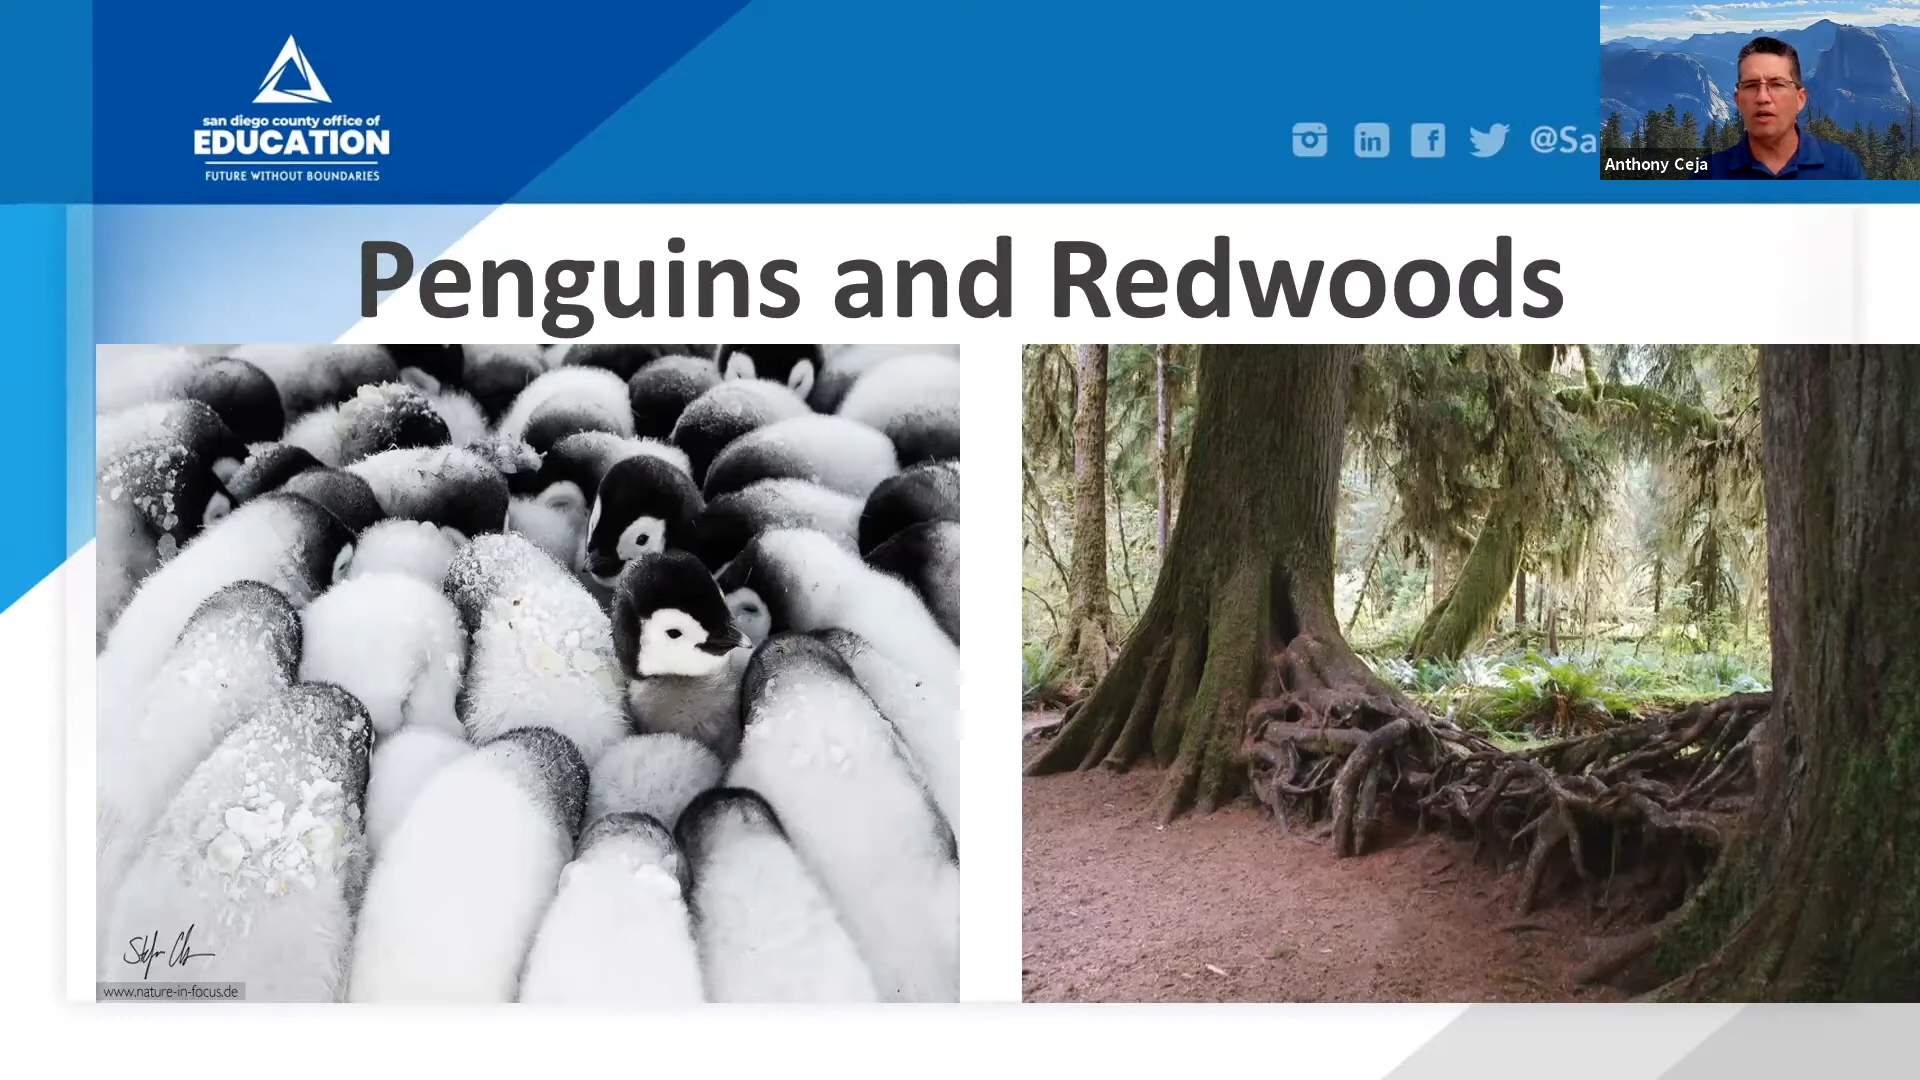 san diego county office of
EDUCATION
FUTURE WITHOUT BOUNDARIES
@Sa
Anthony Ceja
Penguins and Redwoods
www.nature-in-focus.de